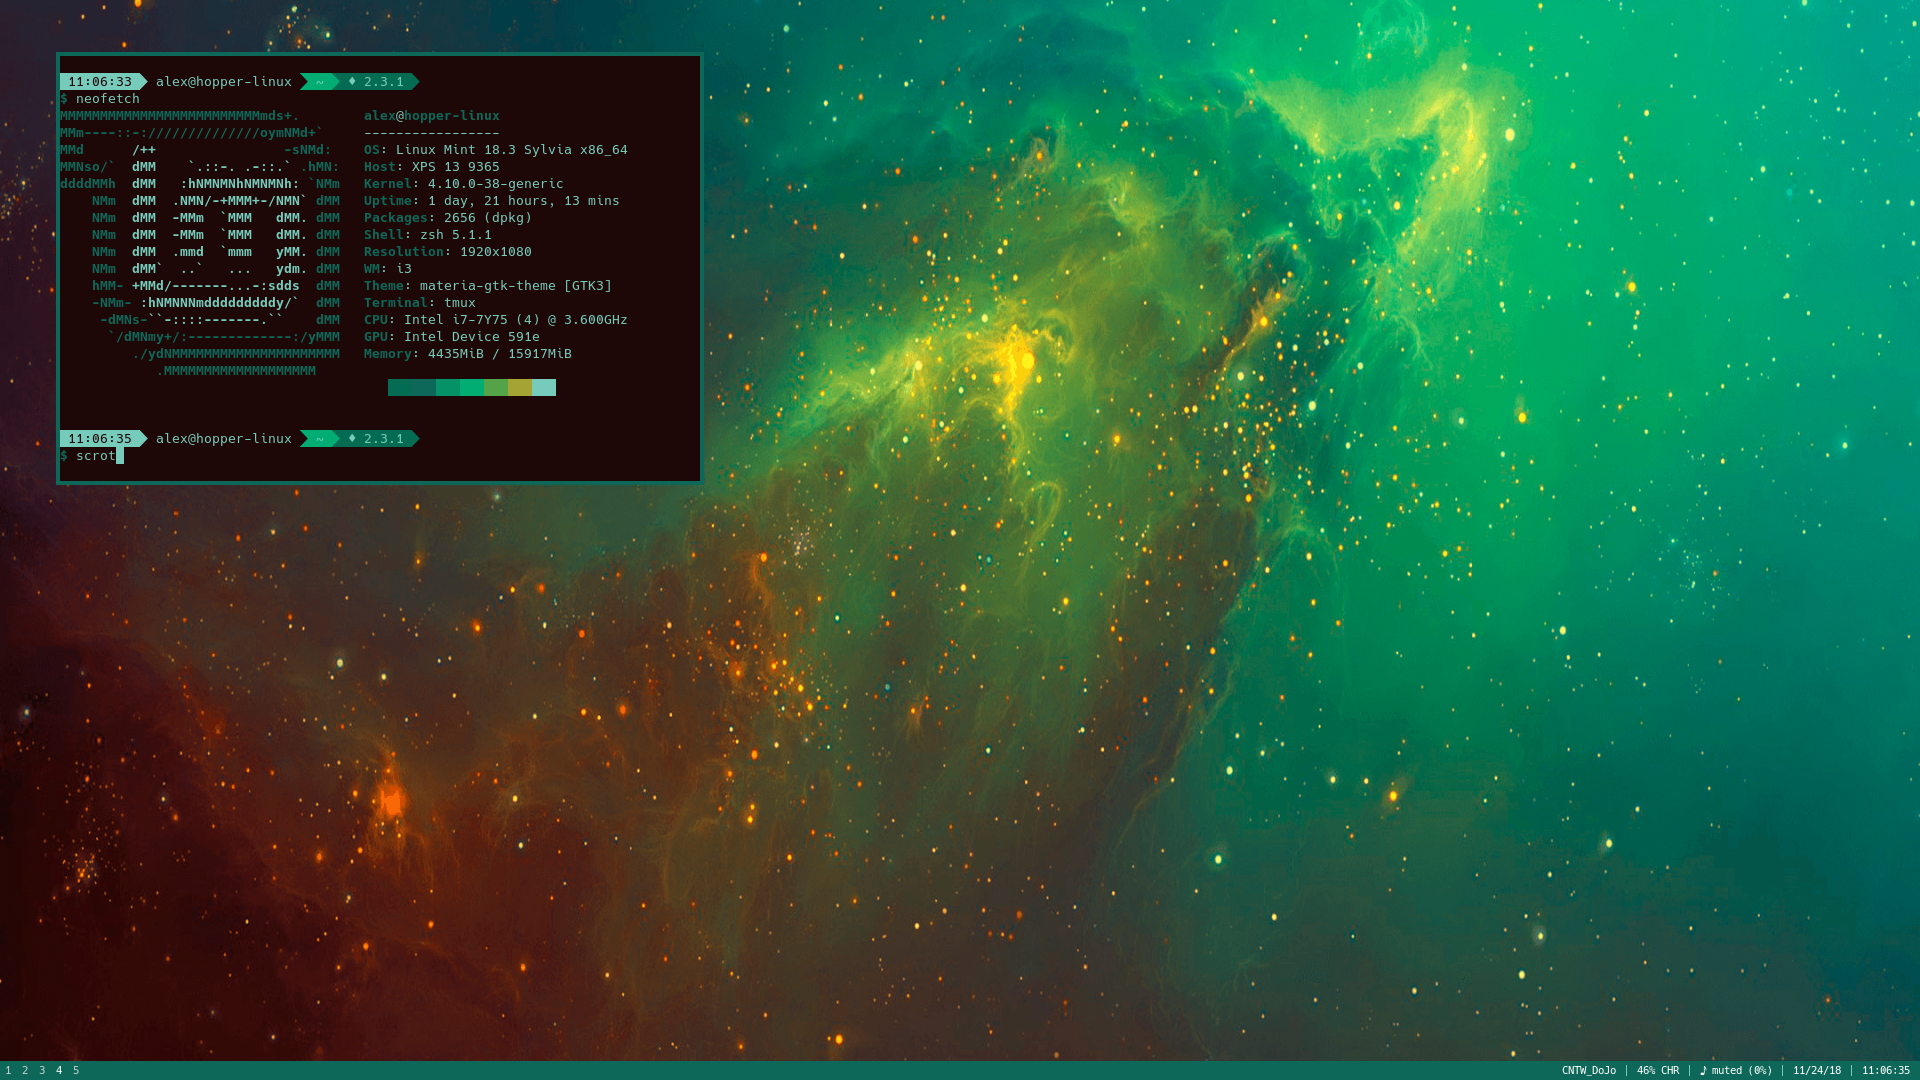 11:06:33 alex@hopper-linux ~ ♦ 2.3.1
$ neofetch
MMMMMMMMMMMMMMMMMMMMMMMMMmds+.        alex@hopper-linux
MMm----::-://////////////oymNMd+`     -----------------
MMd      /++                -sNMd:    OS: Linux Mint 18.3 Sylvia x86_64
MMNso/`  dMM    `.::-. .-::.` .hMN:   Host: XPS 13 9365
ddddMMh  dMM   :hNMNMNhNMNMNh: `NMm   Kernel: 4.10.0-38-generic
    NMm  dMM  .NMN/-+MMM+-/NMN` dMM   Uptime: 1 day, 21 hours, 13 mins
    NMm  dMM  -MMm  `MMM   dMM. dMM   Packages: 2656 (dpkg)
    NMm  dMM  -MMm  `MMM   dMM. dMM   Shell: zsh 5.1.1
    NMm  dMM  .mmd  `mmm   yMM. dMM   Resolution: 1920x1080
    NMm  dMM`  ..`   ...   ydm. dMM   WM: i3
    hMM- +MMd/-------...-:sdds  dMM   Theme: materia-gtk-theme [GTK3]
    -NMm- :hNMNNNmdddddddddy/`  dMM   Terminal: tmux
     -dMNs-``-::::-------.``    dMM   CPU: Intel i7-7Y75 (4) @ 3.600GHz
      `/dMNmy+/:-------------:/yMMM   GPU: Intel Device 591e
         ./ydNMMMMMMMMMMMMMMMMMMMMM   Memory: 4435MiB / 15917MiB
            .MMMMMMMMMMMMMMMMMMM
11:06:35 alex@hopper-linux ~ ♦ 2.3.1
$ scrot
1 2 3 4 5 CNTW_DoJo | 46% CHR | ♪ muted (0%) | 11/24/18 | 11:06:35